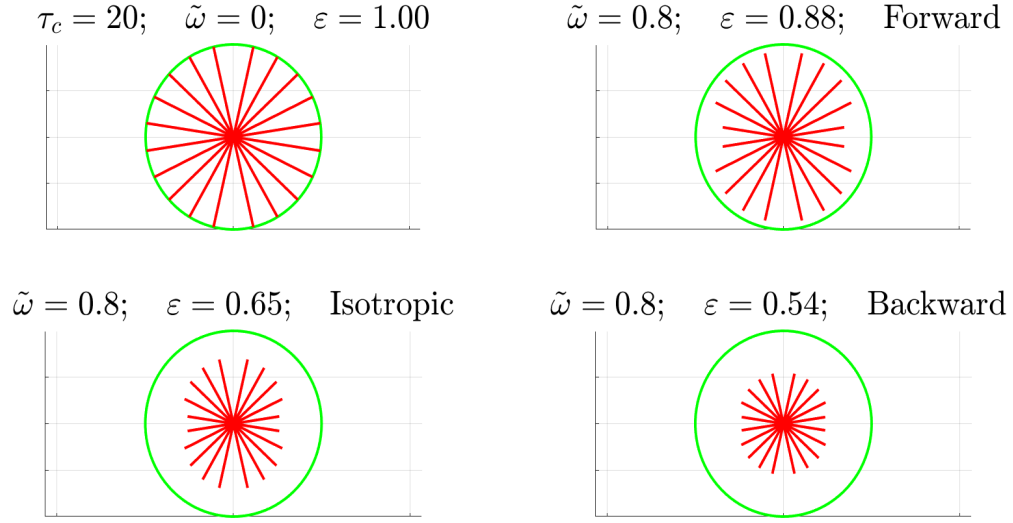 τ_c = 20; ω̃ = 0; ε = 1.00
ω̃ = 0.8; ε = 0.88; Forward
ω̃ = 0.8; ε = 0.65; Isotropic
ω̃ = 0.8; ε = 0.54; Backward